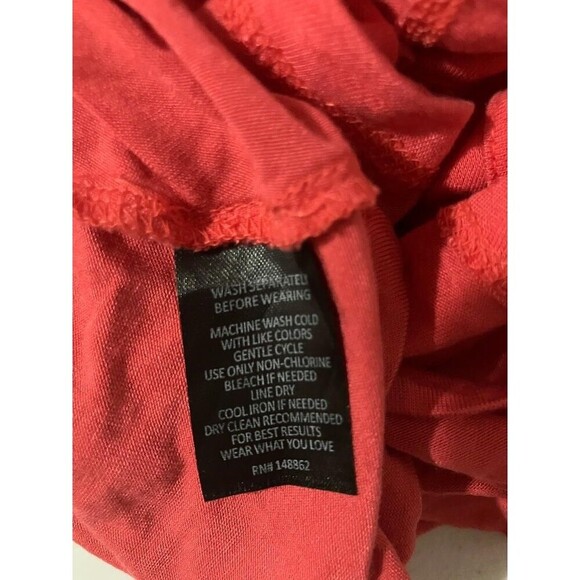 WASH SEPARATELY
BEFORE WEARING
MACHINE WASH COLD
WITH LIKE COLORS
GENTLE CYCLE
USE ONLY NON-CHLORINE
BLEACH IF NEEDED
LINE DRY
COOL IRON IF NEEDED
DRY CLEAN RECOMMENDED
FOR BEST RESULTS
WEAR WHAT YOU LOVE
RN# 148862